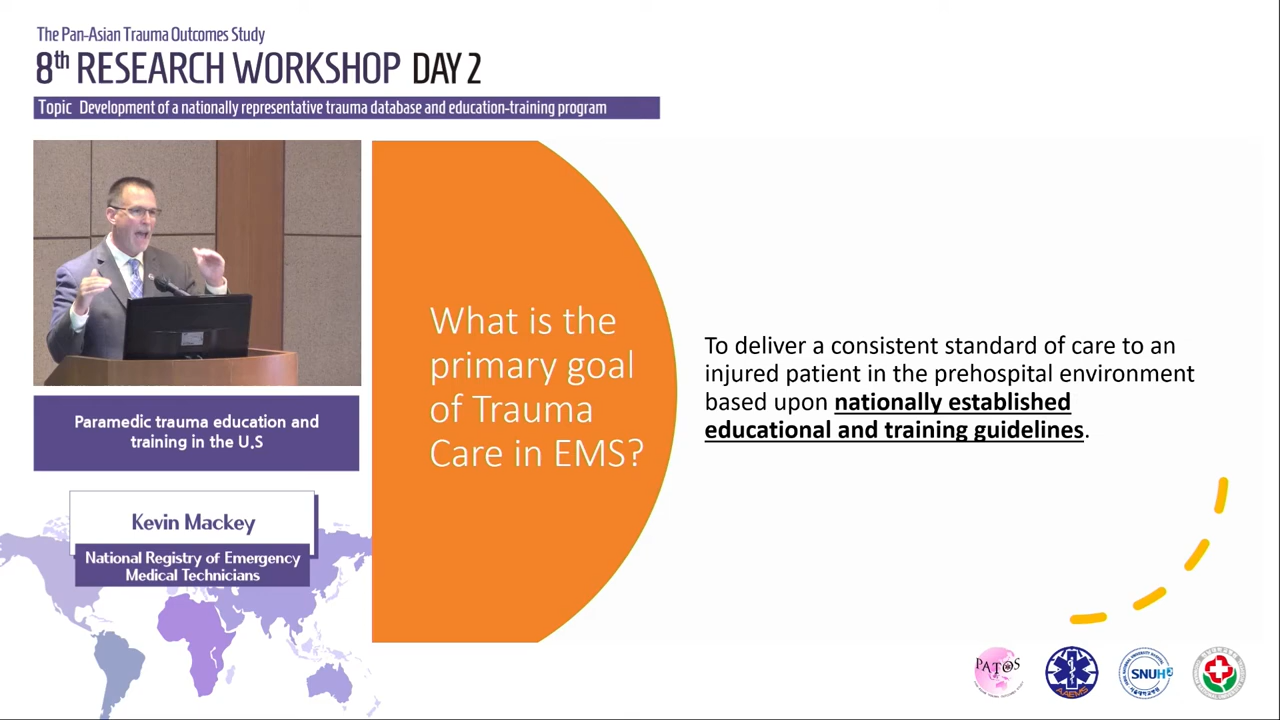 The Pan-Asian Trauma Outcomes Study
8th RESEARCH WORKSHOP DAY 2
Topic Development of a nationally representative trauma database and education-training program
Paramedic trauma education and
training in the U.S
Kevin Mackey
National Registry of Emergency
Medical Technicians
What is the
primary goal
of Trauma
Care in EMS?
To deliver a consistent standard of care to an
injured patient in the prehospital environment
based upon nationally established
educational and training guidelines.
PATOS
AAEMS
SNUH